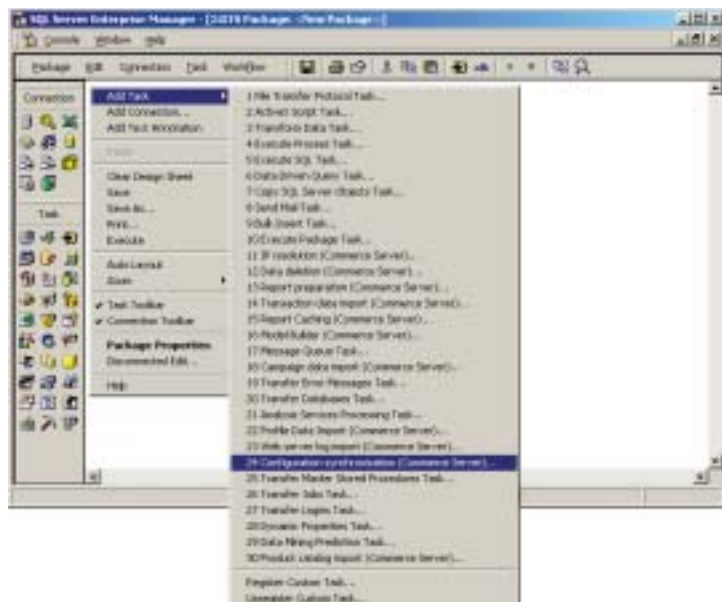 SQL Server Enterprise Manager - [DTS Package: <New Package>]
Console Window Help
Package Edit Connection Task Workflow
Connection
Task
Add Task
Add Connection...
Add Text Annotation
Paste
Clear Design Sheet
Save
Save As...
Print...
Execute
Auto Layout
Zoom
Task Toolbar
Connection Toolbar
Package Properties
Disconnected Edit...
Help
1 File Transfer Protocol Task...
2 ActiveX Script Task...
3 Transform Data Task...
4 Execute Process Task...
5 Execute SQL Task...
6 Data Driven Query Task...
7 Copy SQL Server Objects Task...
8 Send Mail Task...
9 Bulk Insert Task...
10 Execute Package Task...
11 IP resolution (Commerce Server)...
12 Data deletion (Commerce Server)...
13 Report preparation (Commerce Server)...
14 Transaction data import (Commerce Server)...
15 Report Caching (Commerce Server)...
16 Model Builder (Commerce Server)...
17 Message Queue Task...
18 Campaign data import (Commerce Server)...
19 Transfer Error Messages Task...
20 Transfer Databases Task...
21 Analysis Services Processing Task...
22 Profile Data Import (Commerce Server)...
23 Web server log import (Commerce Server)...
24 Configuration synchronization (Commerce Server)...
25 Transfer Master Stored Procedures Task...
26 Transfer Jobs Task...
27 Transfer Logins Task...
28 Dynamic Properties Task...
29 Data Mining Prediction Task...
30 Product catalog import (Commerce Server)...
Register Custom Task...
Unregister Custom Task...